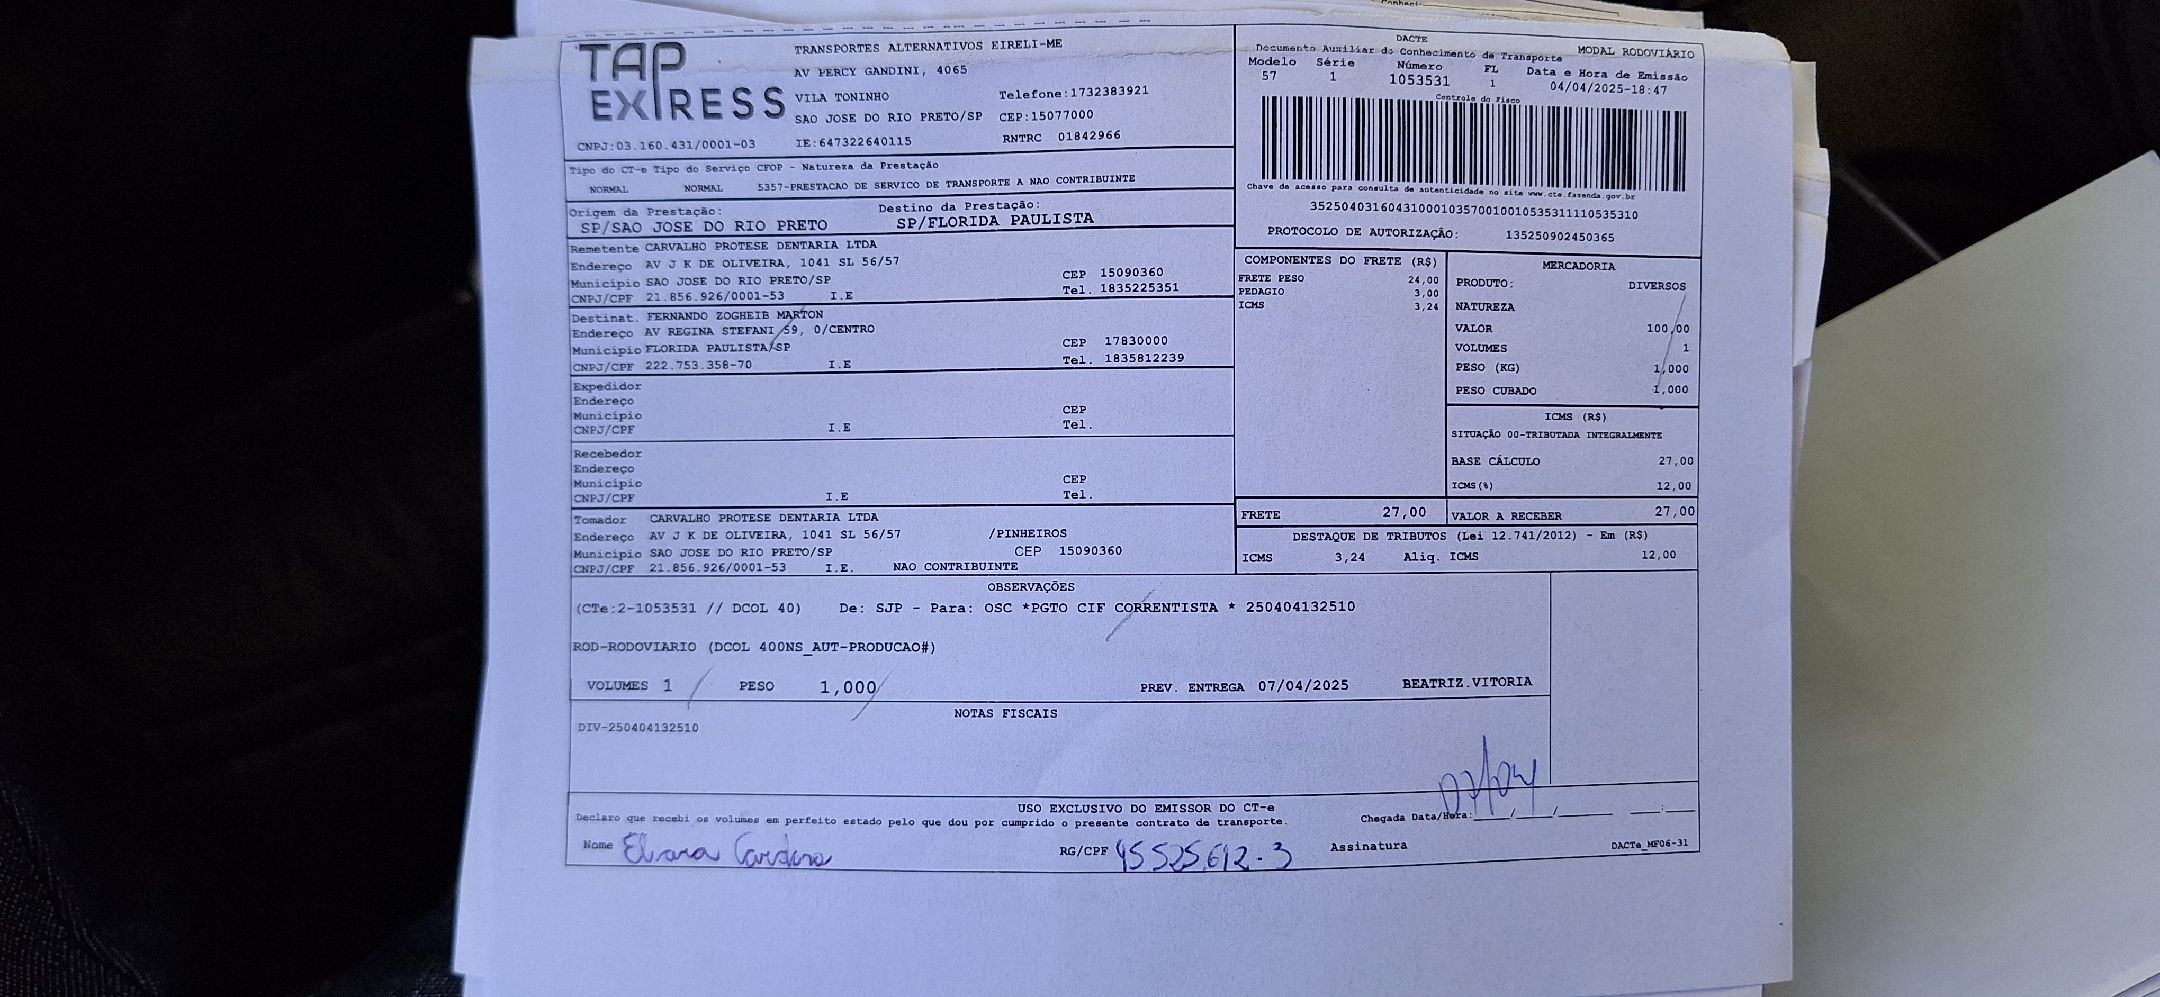 TAP EXPRESS
TRANSPORTES ALTERNATIVOS EIRELI-ME
AV PERCY GANDINI, 4065
VILA TONINHO Telefone:1732383921
SAO JOSE DO RIO PRETO/SP CEP:15077000
CNPJ:03.160.431/0001-03 IE:647322640115 RNTRC 01842966
DACTE
Documento Auxiliar do Conhecimento de Transporte MODAL RODOVIÁRIO
Modelo Série Número FL Data e Hora de Emissão
57 1 1053531 1 04/04/2025-18:47
Controle do Fisco
Chave de acesso para consulta de autenticidade no site www.cte.fazenda.gov.br
35250403160431000103570010010535311110535310
PROTOCOLO DE AUTORIZAÇÂO: 135250902450365
Tipo do CT-e Tipo do Serviço CFOP - Natureza da Prestação
NORMAL NORMAL 5357-PRESTACAO DE SERVICO DE TRANSPORTE A NAO CONTRIBUINTE
Origem da Prestação: Destino da Prestação:
SP/SAO JOSE DO RIO PRETO SP/FLORIDA PAULISTA
Remetente CARVALHO PROTESE DENTARIA LTDA
Endereço AV J K DE OLIVEIRA, 1041 SL 56/57
Município SAO JOSE DO RIO PRETO/SP CEP 15090360
CNPJ/CPF 21.856.926/0001-53 I.E Tel. 1835225351
Destinat. FERNANDO ZOGHEIB MARTON
Endereço AV REGINA STEFANI 59, 0/CENTRO
Município FLORIDA PAULISTA/SP CEP 17830000
CNPJ/CPF 222.753.358-70 I.E Tel. 1835812239
Expedidor
Endereço
Município CEP
CNPJ/CPF I.E Tel.
Recebedor
Endereço
Município CEP
CNPJ/CPF I.E Tel.
Tomador CARVALHO PROTESE DENTARIA LTDA
Endereço AV J K DE OLIVEIRA, 1041 SL 56/57 /PINHEIROS
Município SAO JOSE DO RIO PRETO/SP CEP 15090360
CNPJ/CPF 21.856.926/0001-53 I.E. NAO CONTRIBUINTE
COMPONENTES DO FRETE (R$)
FRETE PESO 24,00
PEDAGIO 3,00
ICMS 3,24
MERCADORIA
PRODUTO: DIVERSOS
NATUREZA
VALOR 100,00
VOLUMES 1
PESO (KG) 1,000
PESO CUBADO 1,000
ICMS (R$)
SITUAÇÃO 00-TRIBUTADA INTEGRALMENTE
BASE CÁLCULO 27,00
ICMS(%) 12,00
FRETE 27,00 VALOR A RECEBER 27,00
DESTAQUE DE TRIBUTOS (Lei 12.741/2012) - Em (R$)
ICMS 3,24 Aliq. ICMS 12,00
OBSERVAÇÕES
(CTe:2-1053531 // DCOL 40) De: SJP - Para: OSC *PGTO CIF CORRENTISTA * 250404132510
ROD-RODOVIARIO (DCOL 400NS_AUT-PRODUCAO#)
VOLUMES 1 PESO 1,000 PREV. ENTREGA 07/04/2025 BEATRIZ.VITORIA
NOTAS FISCAIS
DIV-250404132510
USO EXCLUSIVO DO EMISSOR DO CT-e
Declaro que recebi os volumes em perfeito estado pelo que dou por cumprido o presente contrato de transporte. Chegada Data/Hora:____/____/______ ___:___
Nome RG/CPF 45525.612-3 Assinatura DACTe_MF06-31